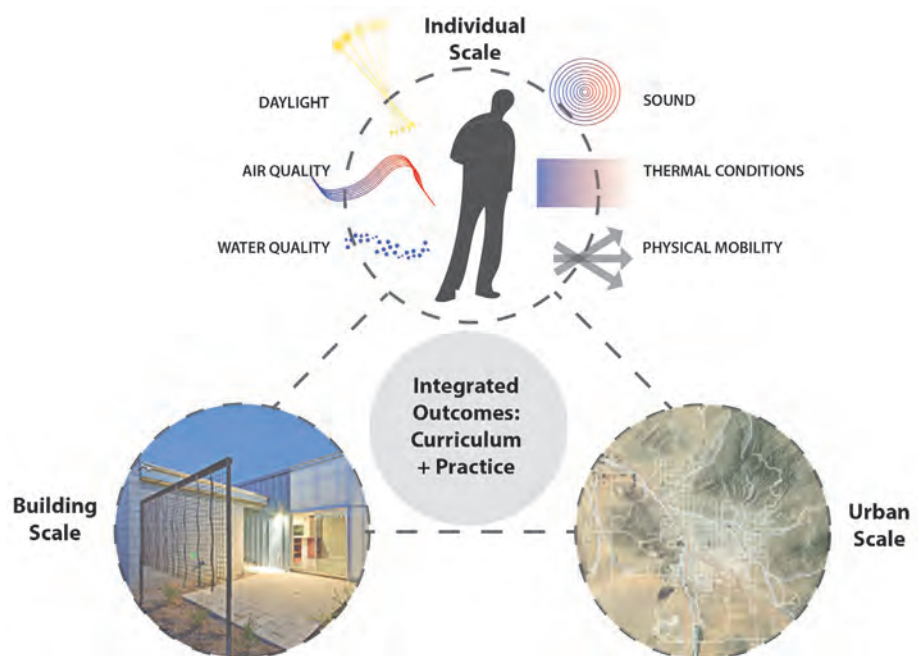 Individual
Scale
DAYLIGHT
SOUND
AIR QUALITY
THERMAL CONDITIONS
WATER QUALITY
PHYSICAL MOBILITY
Integrated
Outcomes:
Curriculum
+ Practice
Building
Scale
Urban
Scale